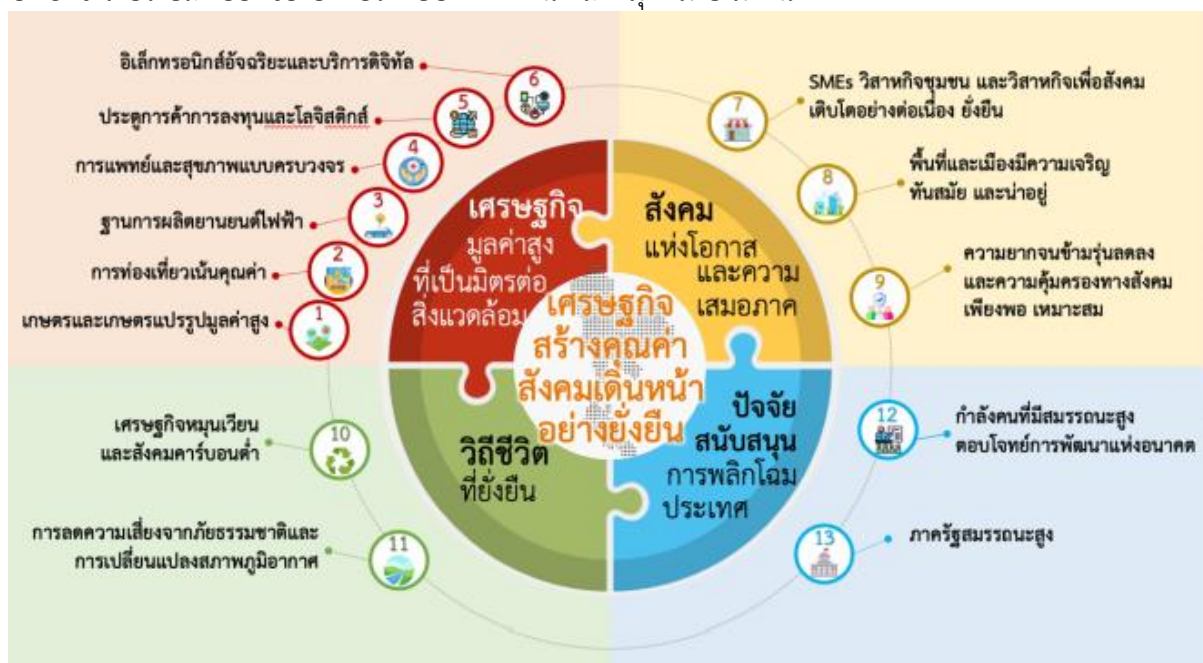 อิเล็กทรอนิกส์อัจฉริยะและบริการดิจิทัล
6
ประตูการค้าการลงทุนและโลจิสติกส์
5
การแพทย์และสุขภาพแบบครบวงจร
4
ฐานการผลิตยานยนต์ไฟฟ้า
3
การท่องเที่ยวเน้นคุณค่า
2
เกษตรและเกษตรแปรรูปมูลค่าสูง
1
เศรษฐกิจ
มูลค่าสูง
ที่เป็นมิตรต่อ
สิ่งแวดล้อม
สังคม
แห่งโอกาส
และความ
เสมอภาค
7
SMEs วิสาหกิจชุมชน และวิสาหกิจเพื่อสังคม
เติบโตอย่างต่อเนื่อง ยั่งยืน
8
พื้นที่และเมืองมีความเจริญ
ทันสมัย และน่าอยู่
9
ความยากจนข้ามรุ่นลดลง
และความคุ้มครองทางสังคม
เพียงพอ เหมาะสม
เศรษฐกิจ
สร้างคุณค่า
สังคมเดินหน้า
อย่างยั่งยืน
วิถีชีวิต
ที่ยั่งยืน
เศรษฐกิจหมุนเวียน
และสังคมคาร์บอนต่ำ
10
การลดความเสี่ยงจากภัยธรรมชาติและ
การเปลี่ยนแปลงสภาพภูมิอากาศ
11
ปัจจัย
สนับสนุน
การพลิกโฉม
ประเทศ
12
กำลังคนที่มีสมรรถนะสูง
ตอบโจทย์การพัฒนาแห่งอนาคต
13
ภาครัฐสมรรถนะสูง